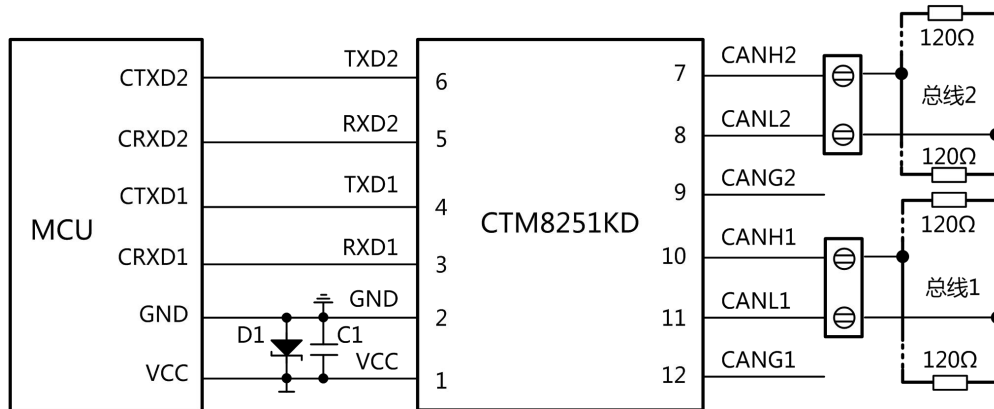 120Ω
CANH2
TXD2
CTXD2
7
6
总线2
CANL2
RXD2
CRXD2
8
5
120Ω
CANG2
TXD1
CTXD1
9
4
120Ω
MCU
CTM8251KD
CANH1
RXD1
CRXD1
10
3
总线1
CANL1
GND
GND
11
2
D1
C1
120Ω
CANG1
VCC
VCC
12
1